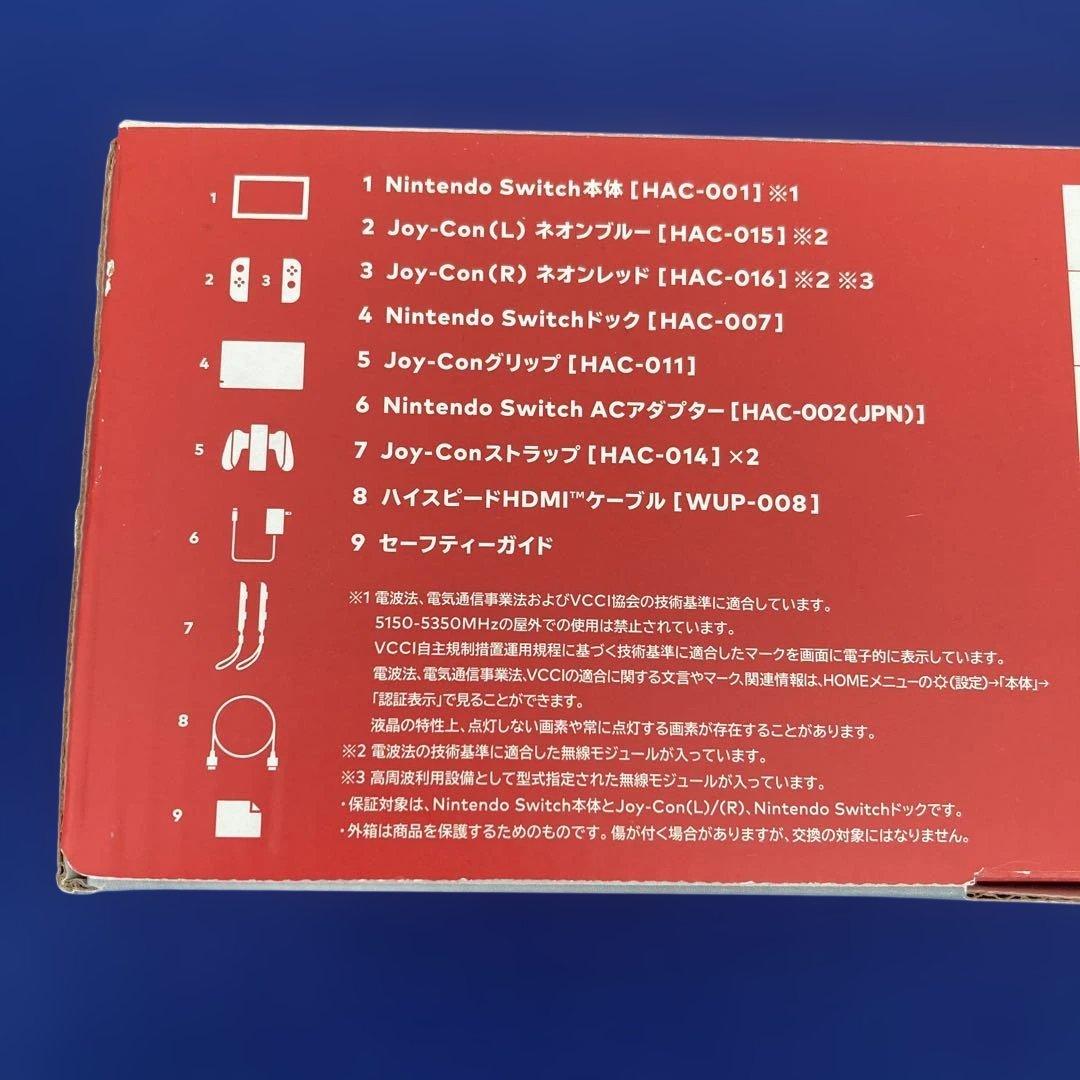 1 Nintendo Switch本体[HAC-001]※1
2 Joy-Con(L) ネオンブルー[HAC-015]※2
3 Joy-Con(R) ネオンレッド[HAC-016]※2 ※3
4 Nintendo Switchドック[HAC-007]
5 Joy-Conグリップ[HAC-011]
6 Nintendo Switch ACアダプター[HAC-002(JPN)]
7 Joy-Conストラップ[HAC-014]×2
8 ハイスピードHDMI™ケーブル[WUP-008]
9 セーフティーガイド
1
2 3
4
5
6
7
8
9
※1 電波法、電気通信事業法およびVCCI協会の技術基準に適合しています。
5150-5350MHzの屋外での使用は禁止されています。
VCCI自主規制措置運用規程に基づく技術基準に適合したマークを画面に電子的に表示しています。
電波法、電気通信事業法、VCCIの適合に関する文言やマーク、関連情報は、HOMEメニューの(設定)→「本体」→
「認証表示」で見ることができます。
液晶の特性上、点灯しない画素や常に点灯する画素が存在することがあります。
※2 電波法の技術基準に適合した無線モジュールが入っています。
※3 高周波利用設備として型式指定された無線モジュールが入っています。
・保証対象は、Nintendo Switch本体とJoy-Con(L)/(R)、Nintendo Switchドックです。
・外箱は商品を保護するためのものです。傷が付く場合がありますが、交換の対象にはなりません。